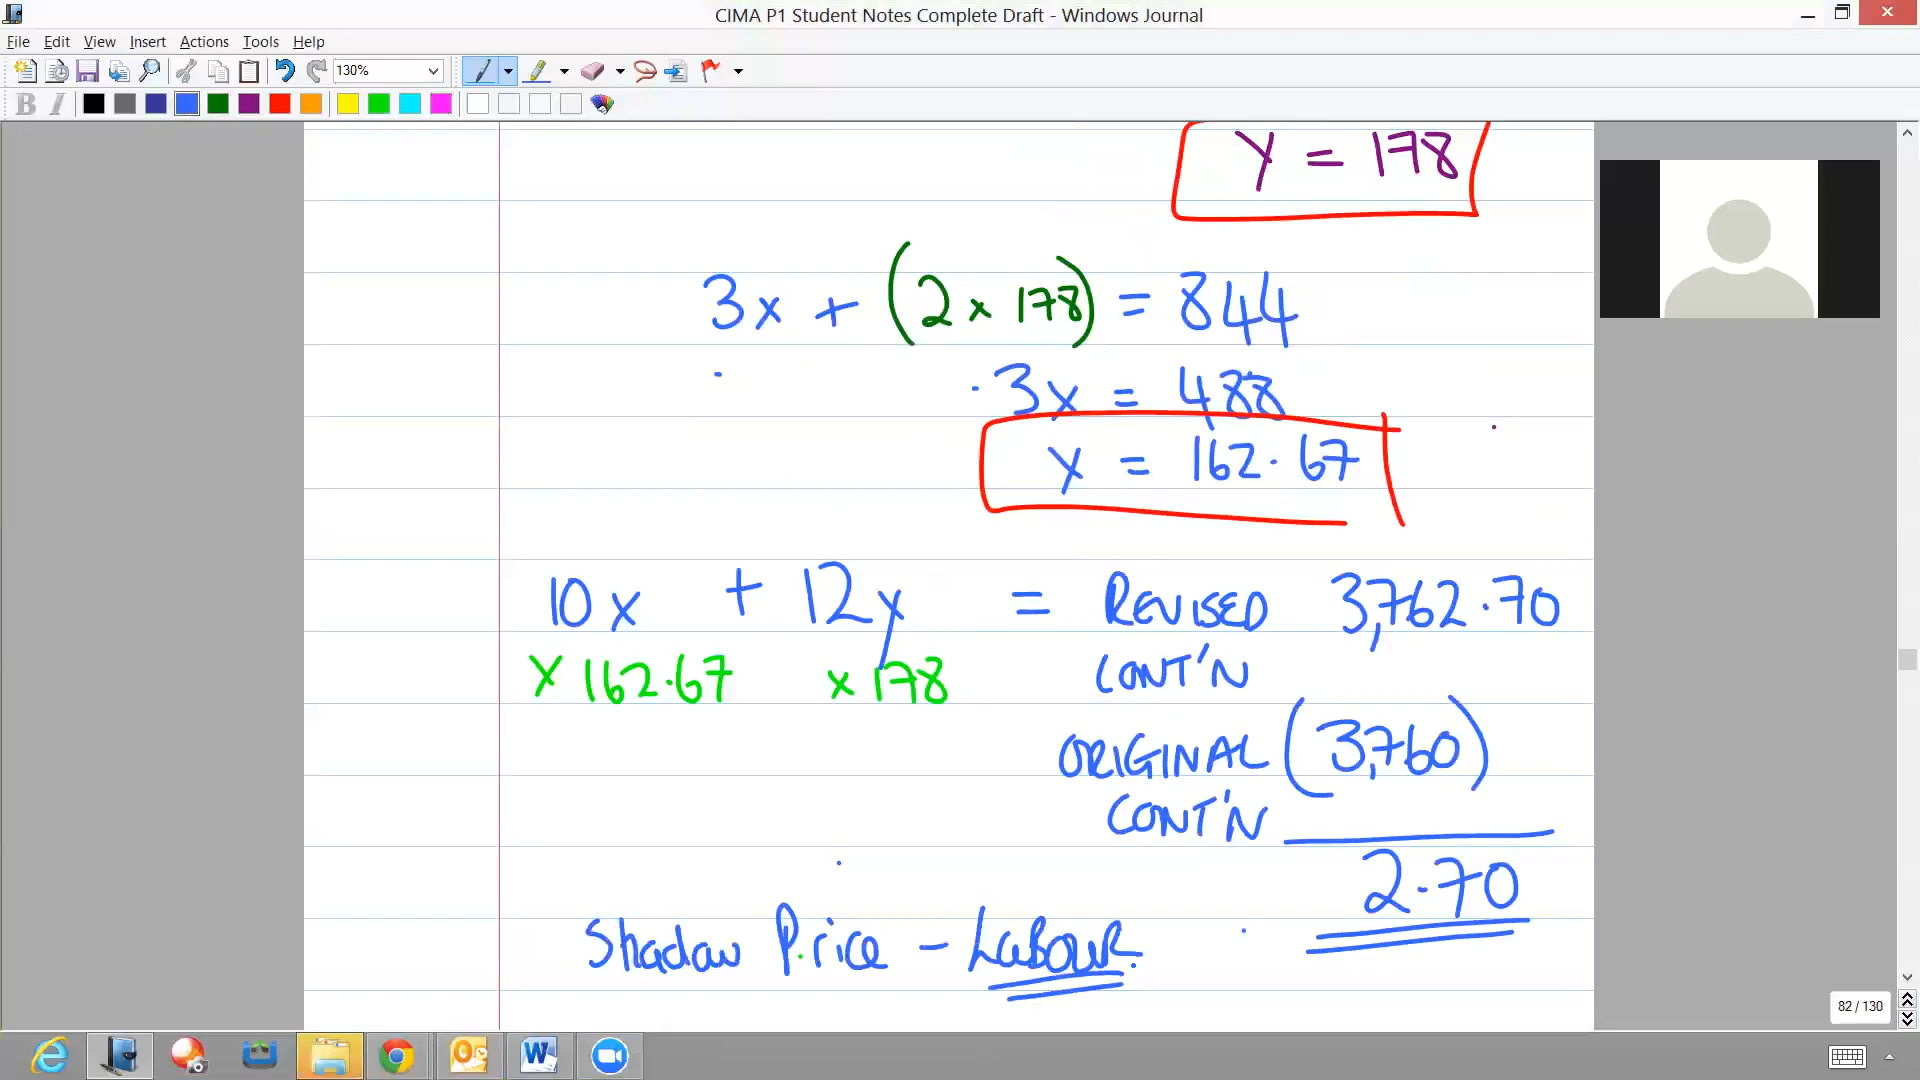 CIMA P1 Student Notes Complete Draft - Windows Journal
File Edit View Insert Actions Tools Help
130%
B I
y = 178
3x + (2 x 178) = 844
3x = 488
x = 162.67
10x + 12y = REVISED 3,762.70
x 162.67 x 178 CONT'N
ORIGINAL (3,760)
CONT'N
2.70
Shadow Price - Labour
82 / 130